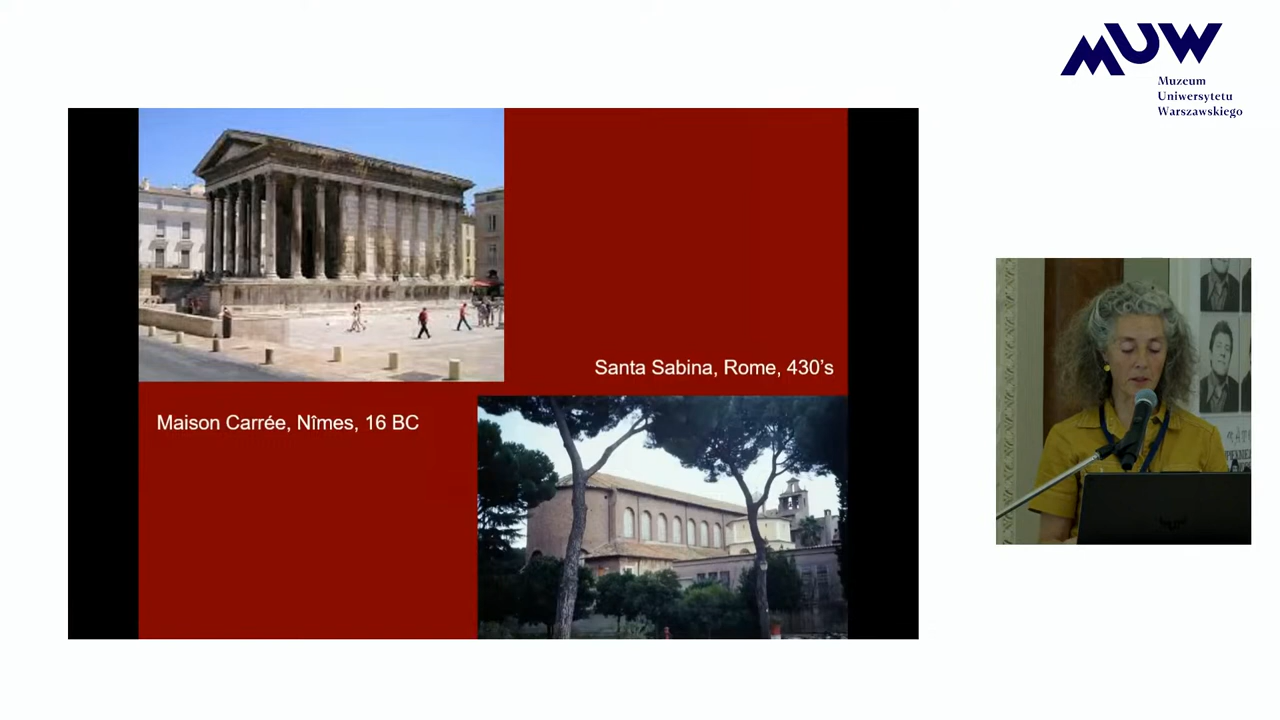 MUW
Muzeum
Uniwersytetu
Warszawskiego
Santa Sabina, Rome, 430’s
Maison Carrée, Nîmes, 16 BC